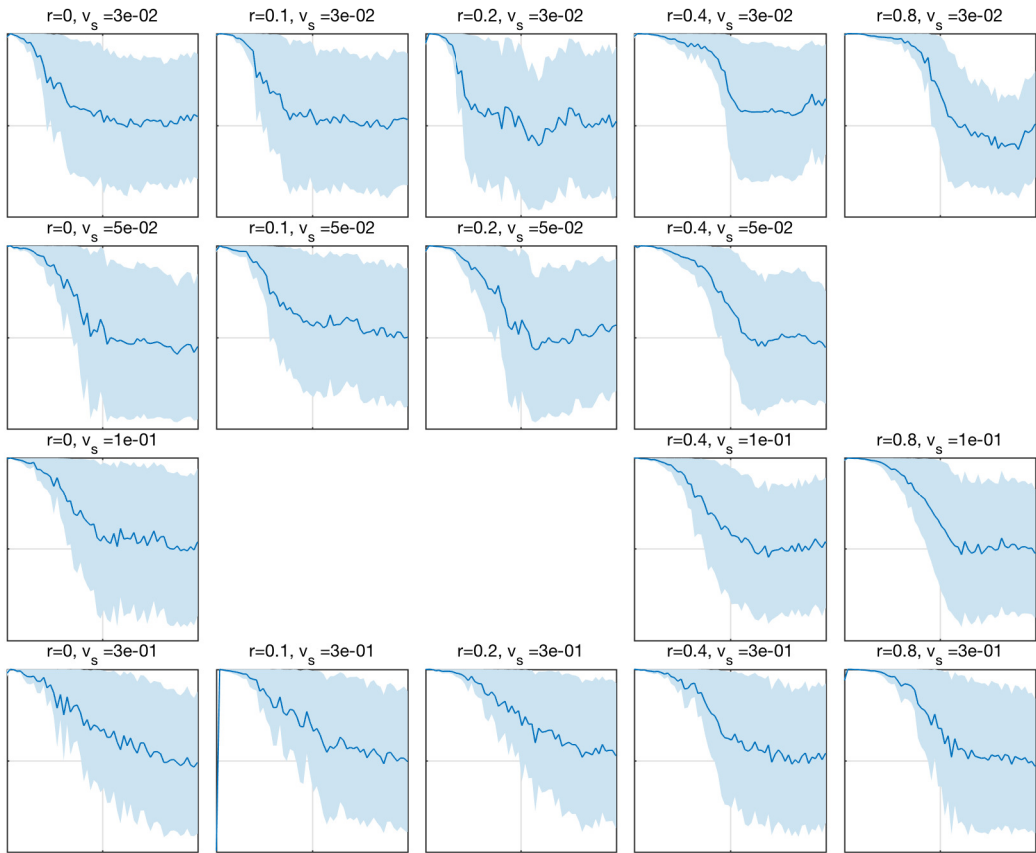 r=0, v_s =3e-02
r=0.1, v_s =3e-02
r=0.2, v_s =3e-02
r=0.4, v_s =3e-02
r=0.8, v_s =3e-02
r=0, v_s =5e-02
r=0.1, v_s =5e-02
r=0.2, v_s =5e-02
r=0.4, v_s =5e-02
r=0, v_s =1e-01
r=0.4, v_s =1e-01
r=0.8, v_s =1e-01
r=0, v_s =3e-01
r=0.1, v_s =3e-01
r=0.2, v_s =3e-01
r=0.4, v_s =3e-01
r=0.8, v_s =3e-01